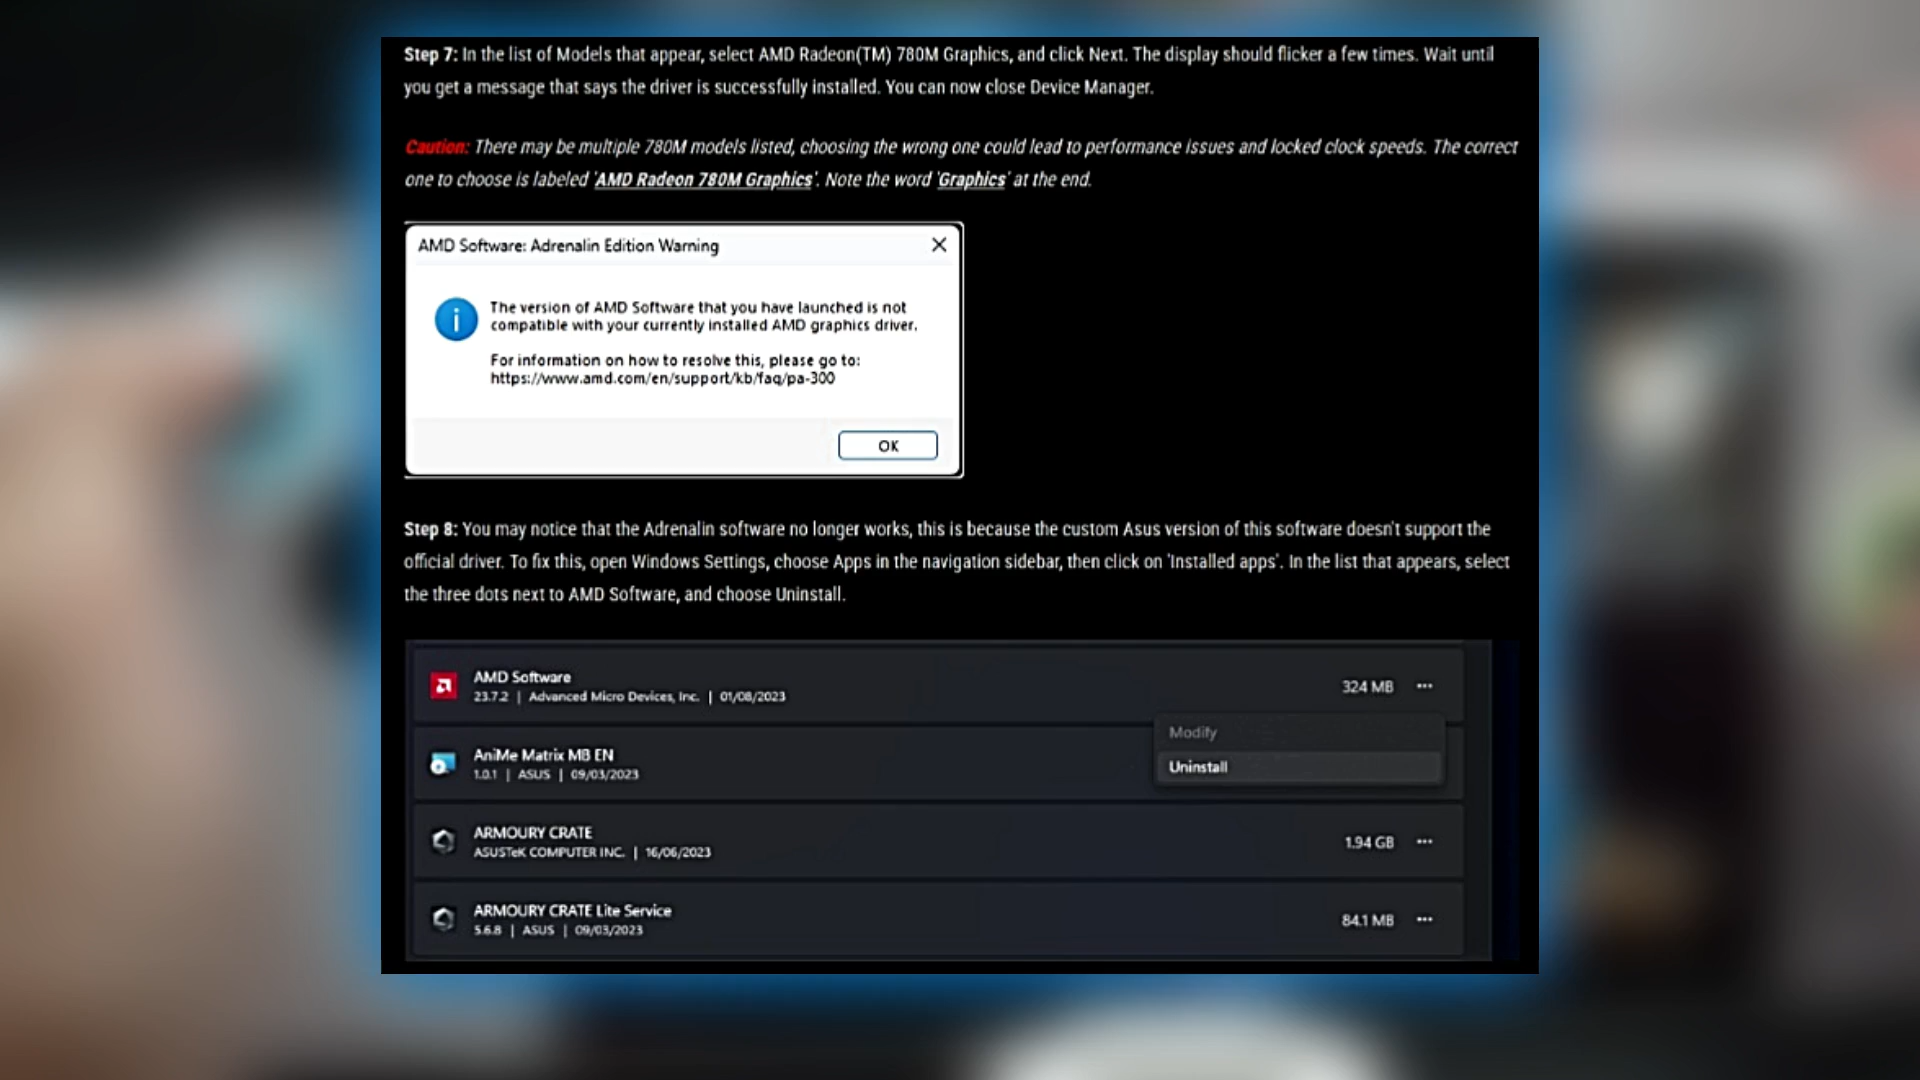 Step 7: In the list of Models that appear, select AMD Radeon(TM) 780M Graphics, and click Next. The display should flicker a few times. Wait until
you get a message that says the driver is successfully installed. You can now close Device Manager.
Caution: There may be multiple 780M models listed, choosing the wrong one could lead to performance issues and locked clock speeds. The correct
one to choose is labeled 'AMD Radeon 780M Graphics'. Note the word 'Graphics' at the end.
AMD Software: Adrenalin Edition Warning
The version of AMD Software that you have launched is not
compatible with your currently installed AMD graphics driver.
For information on how to resolve this, please go to:
https://www.amd.com/en/support/kb/faq/pa-300
OK
Step 8: You may notice that the Adrenalin software no longer works, this is because the custom Asus version of this software doesn't support the
official driver. To fix this, open Windows Settings, choose Apps in the navigation sidebar, then click on 'Installed apps'. In the list that appears, select
the three dots next to AMD Software, and choose Uninstall.
AMD Software
23.7.2 | Advanced Micro Devices, Inc. | 01/08/2023
324 MB
Modify
Uninstall
AniMe Matrix MB EN
1.0.1 | ASUS | 09/03/2023
ARMOURY CRATE
ASUSTeK COMPUTER INC. | 16/06/2023
1.94 GB
ARMOURY CRATE Lite Service
5.6.8 | ASUS | 09/03/2023
84.1 MB